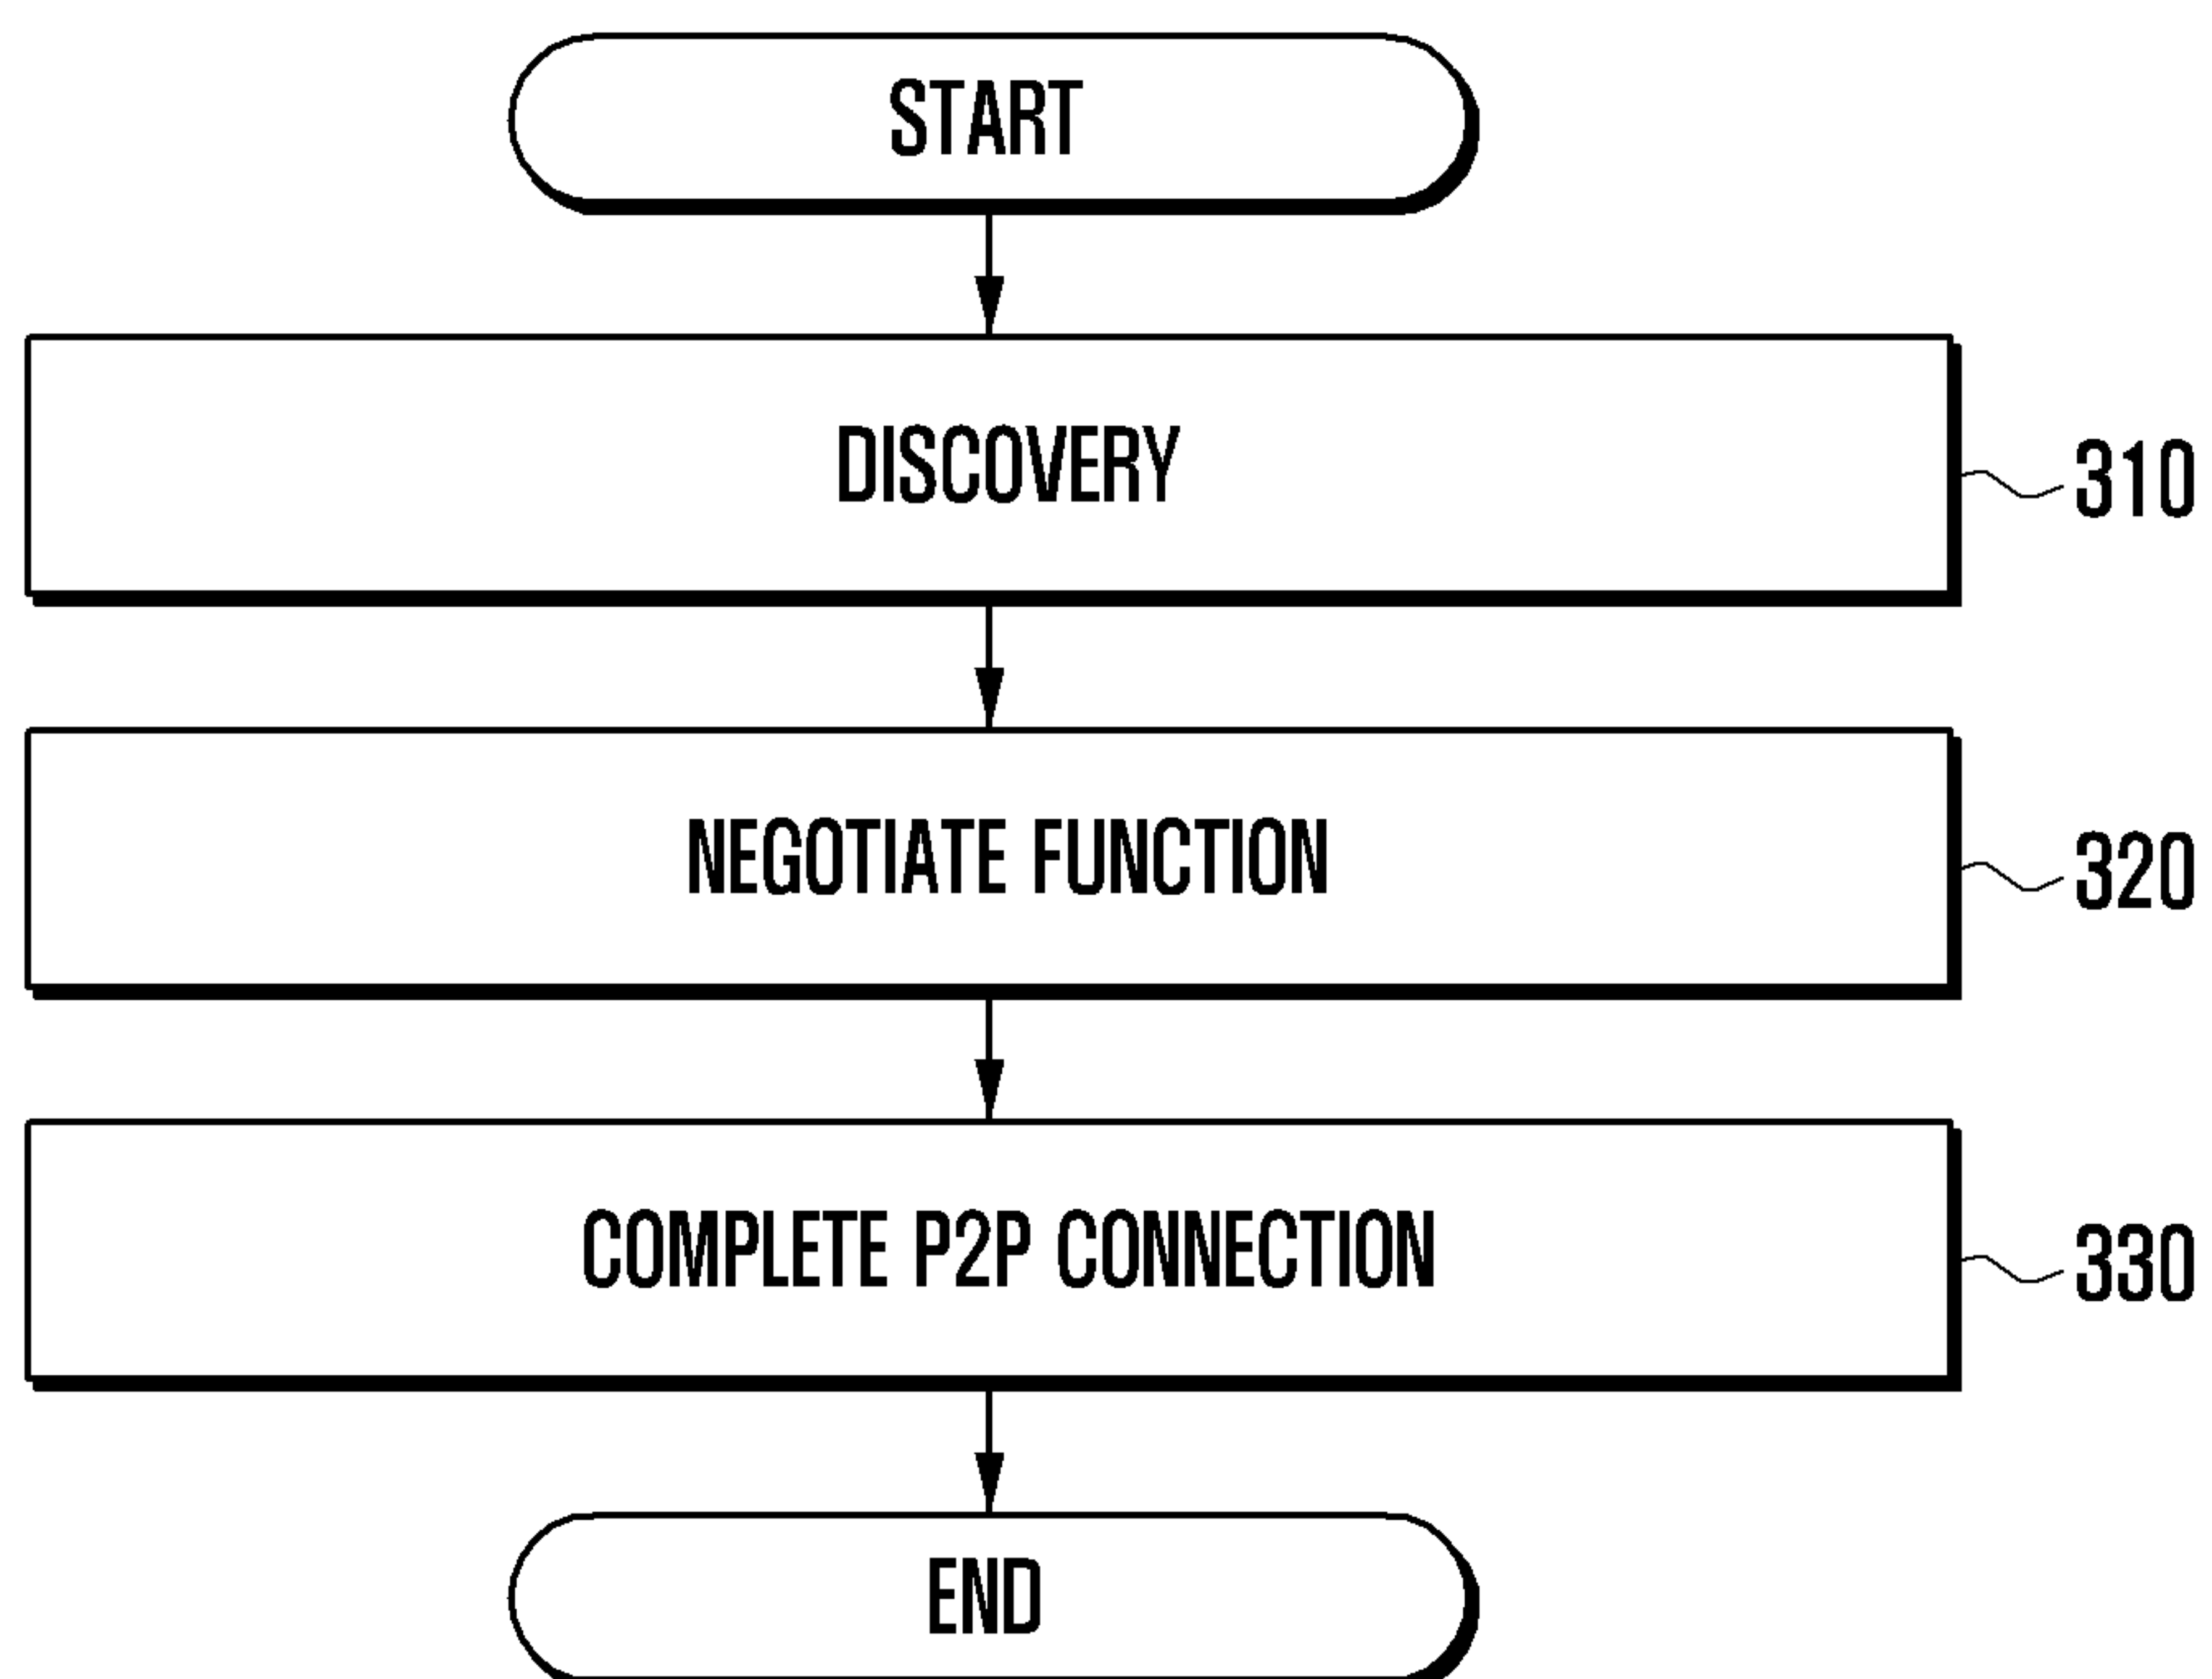 START
DISCOVERY
310
NEGOTIATE FUNCTION
320
COMPLETE P2P CONNECTION
330
END